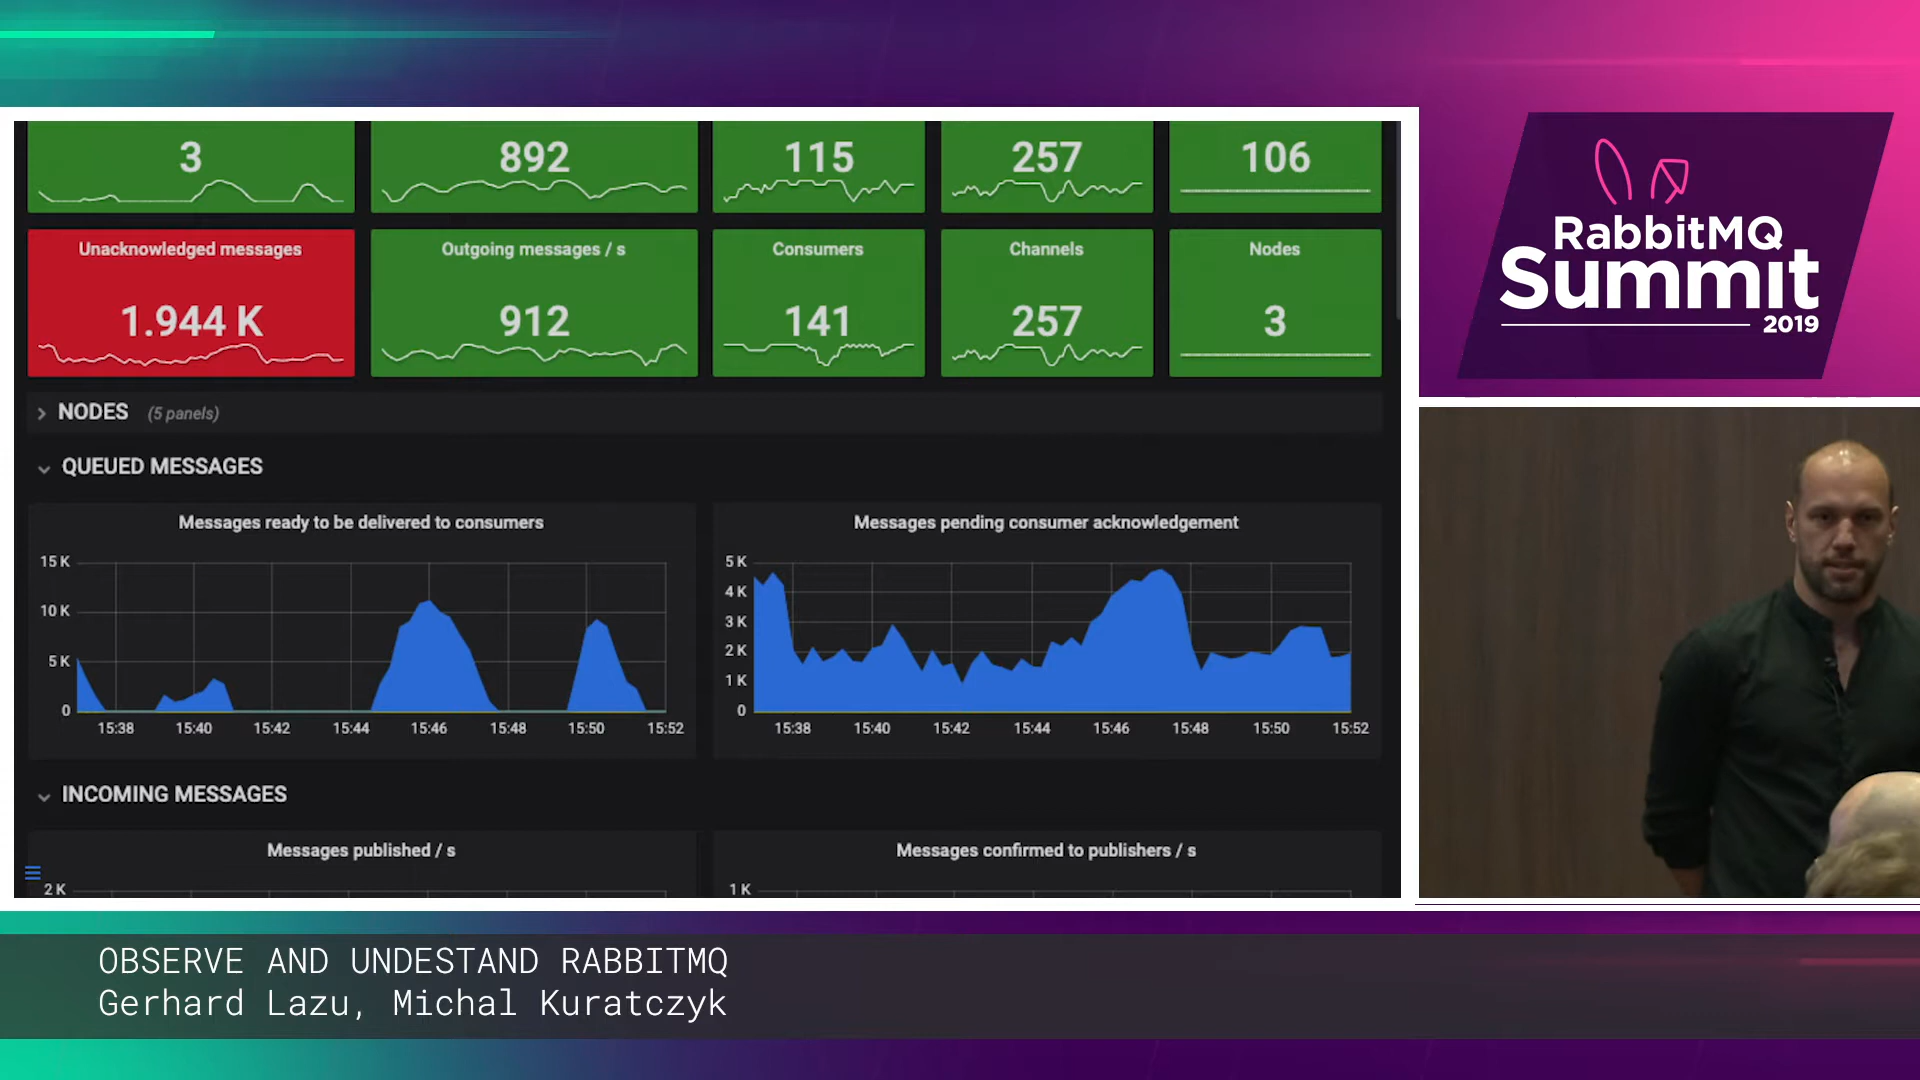 3
892
115
257
106
Unacknowledged messages
1.944 K
Outgoing messages / s
912
Consumers
141
Channels
257
Nodes
3
NODES (5 panels)
QUEUED MESSAGES
Messages ready to be delivered to consumers
15 K
10 K
5 K
0
15:38 15:40 15:42 15:44 15:46 15:48 15:50 15:52
Messages pending consumer acknowledgement
5 K
4 K
3 K
2 K
1 K
0
15:38 15:40 15:42 15:44 15:46 15:48 15:50 15:52
INCOMING MESSAGES
Messages published / s
2 K
Messages confirmed to publishers / s
1 K
RabbitMQ
Summit
2019
OBSERVE AND UNDESTAND RABBITMQ
Gerhard Lazu, Michal Kuratczyk